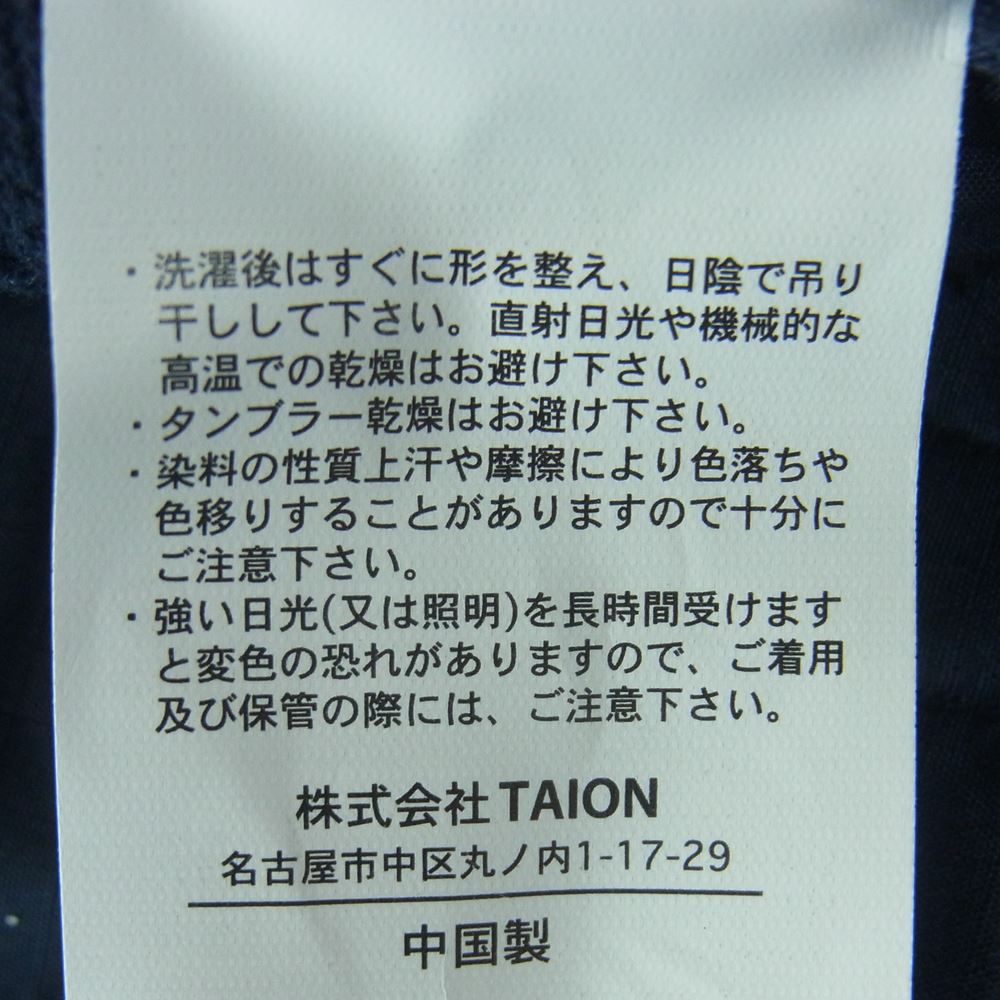 ・洗濯後はすぐに形を整え、日陰で吊り
干しして下さい。直射日光や機械的な
高温での乾燥はお避け下さい。
・タンブラー乾燥はお避け下さい。
・染料の性質上汗や摩擦により色落ちや
色移りすることがありますので十分に
ご注意下さい。
・強い日光(又は照明)を長時間受けます
と変色の恐れがありますので、ご着用
及び保管の際には、ご注意下さい。
株式会社TAION
名古屋市中区丸ノ内1-17-29
中国製